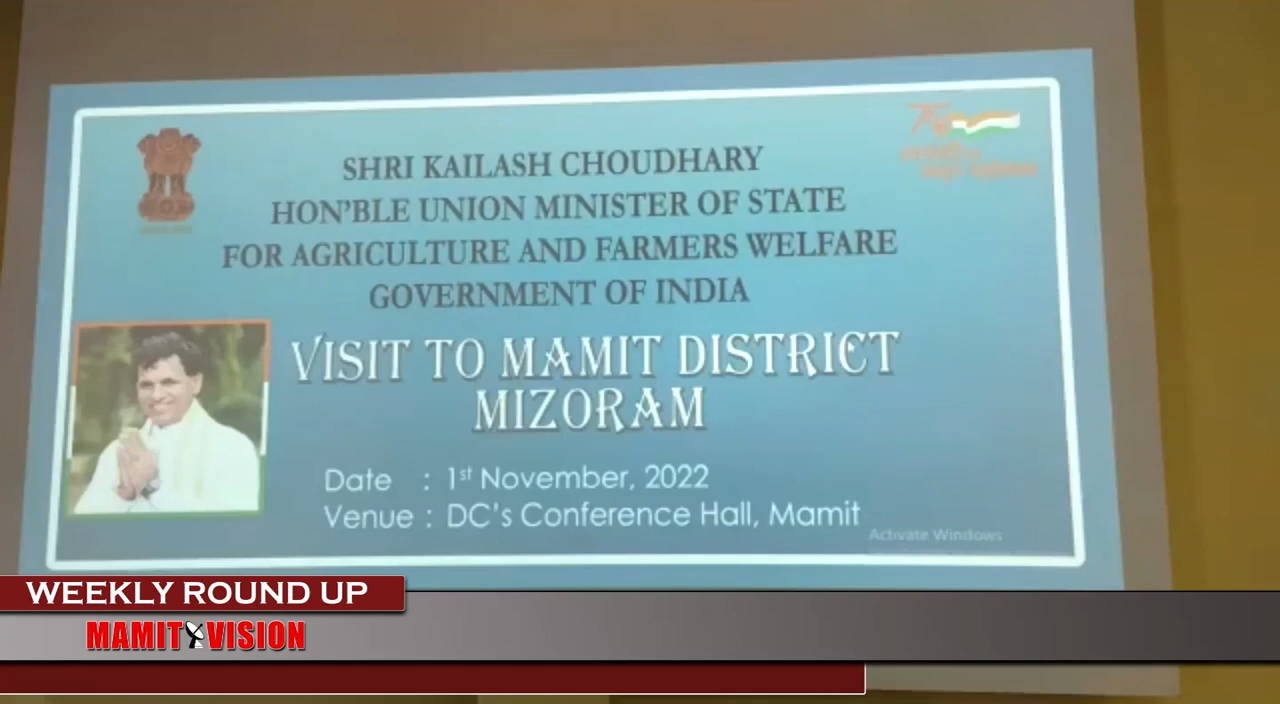 SHRI KAILASH CHOUDHARY
HON'BLE UNION MINISTER OF STATE
FOR AGRICULTURE AND FARMERS WELFARE
GOVERNMENT OF INDIA
VISIT TO MAMIT DISTRICT
MIZORAM
Date : 1st November, 2022
Venue : DC's Conference Hall, Mamit
Activate Windows
WEEKLY ROUND UP
MAMIT VISION